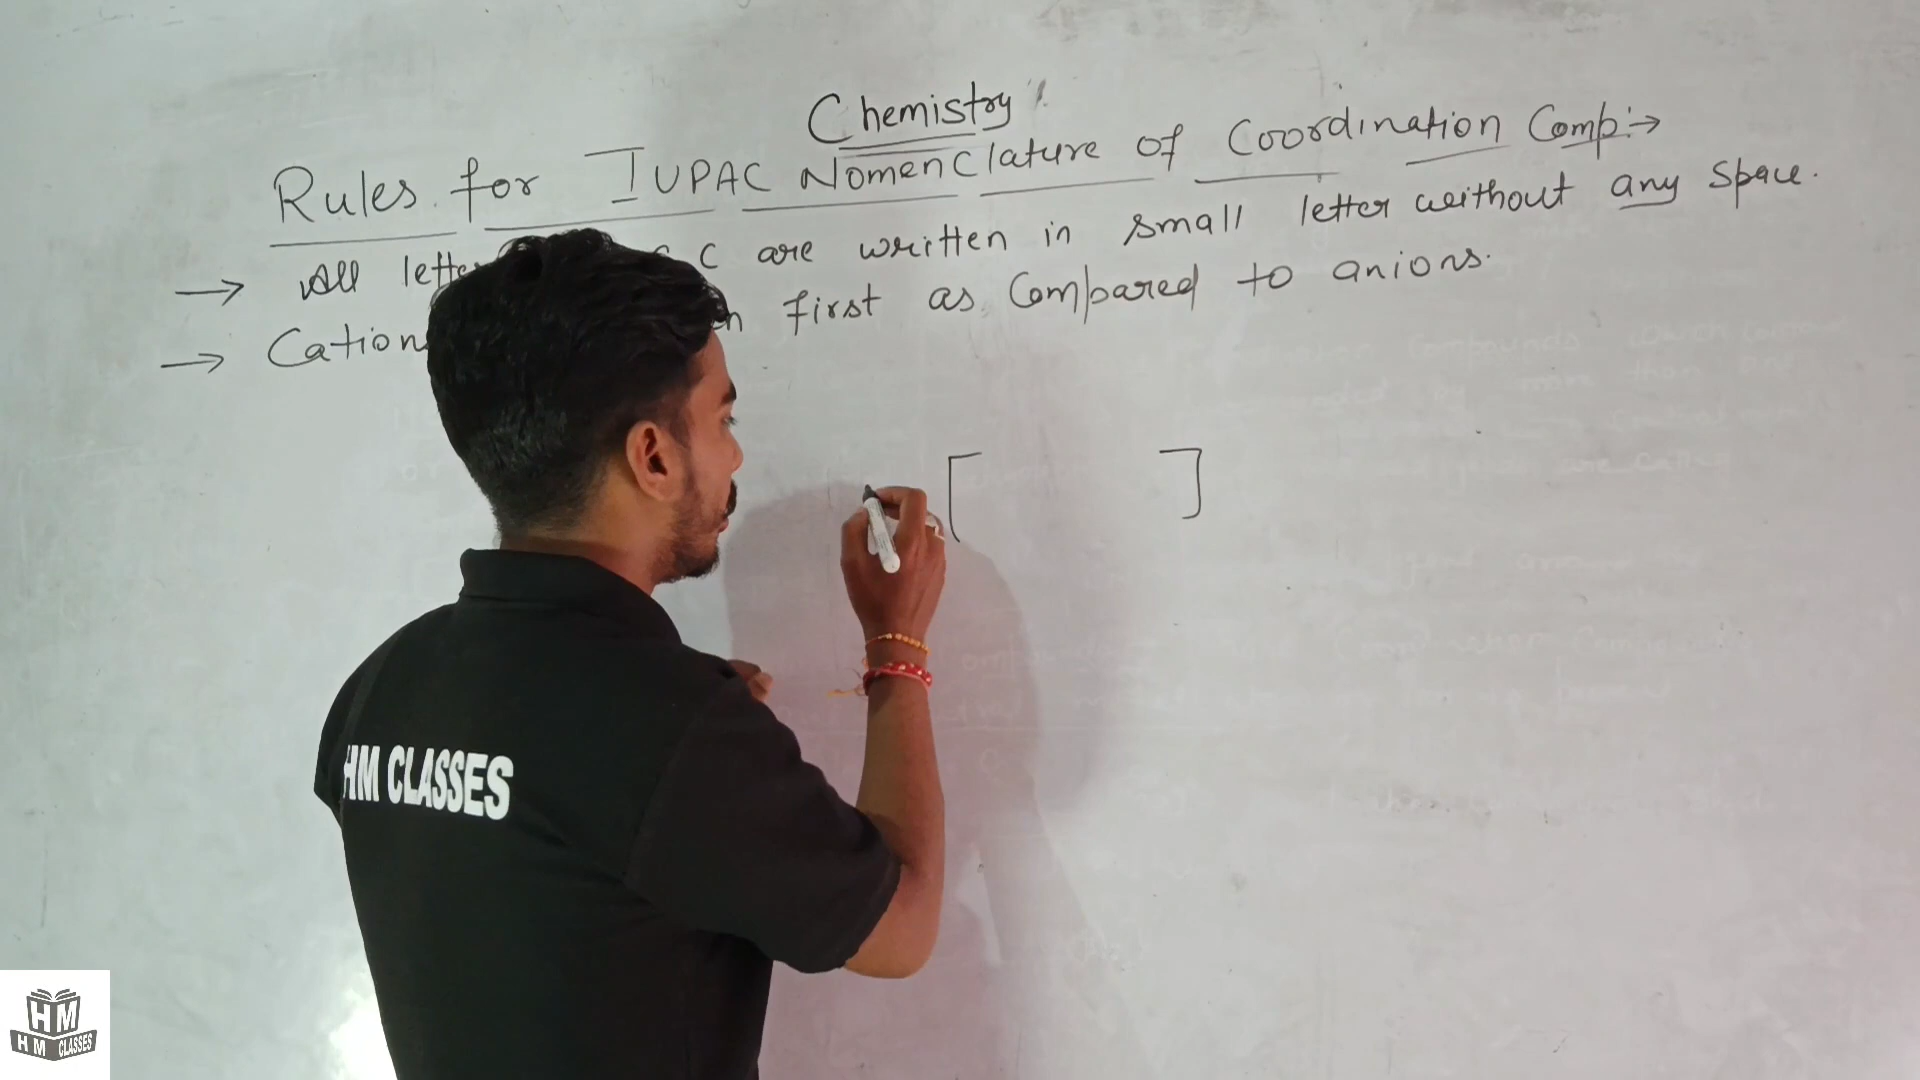 Chemistry
Rules for IUPAC Nomenclature of Coordination Comp:→
→ All lette C are written in small letter without any space.
→ Cation n first as Compared to anions.
[ ]
HM CLASSES
HM
HM CLASSES